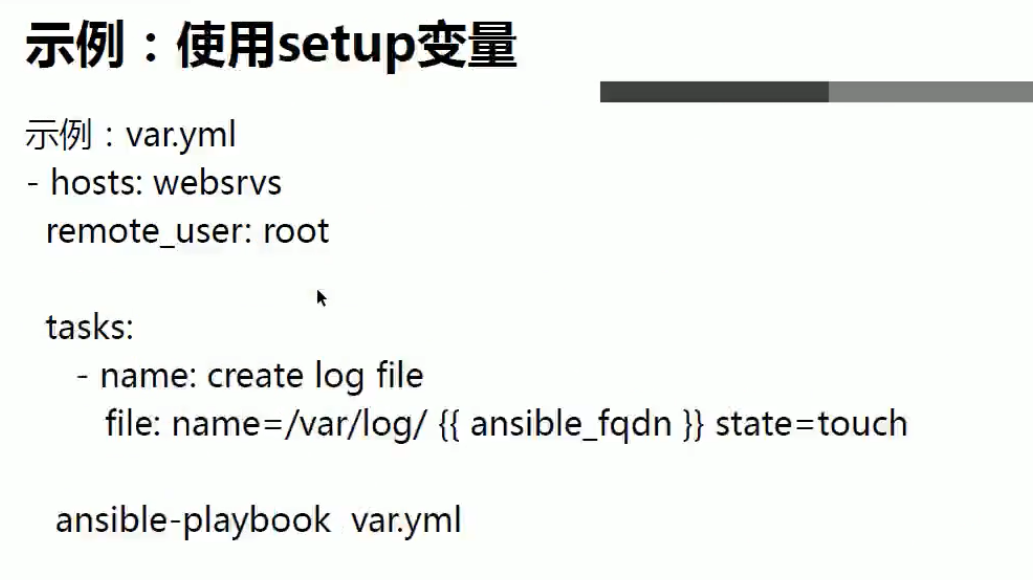 示例：使用setup变量
示例：var.yml
- hosts: websrvs
remote_user: root
tasks:
- name: create log file
file: name=/var/log/ {{ ansible_fqdn }} state=touch
ansible-playbook var.yml